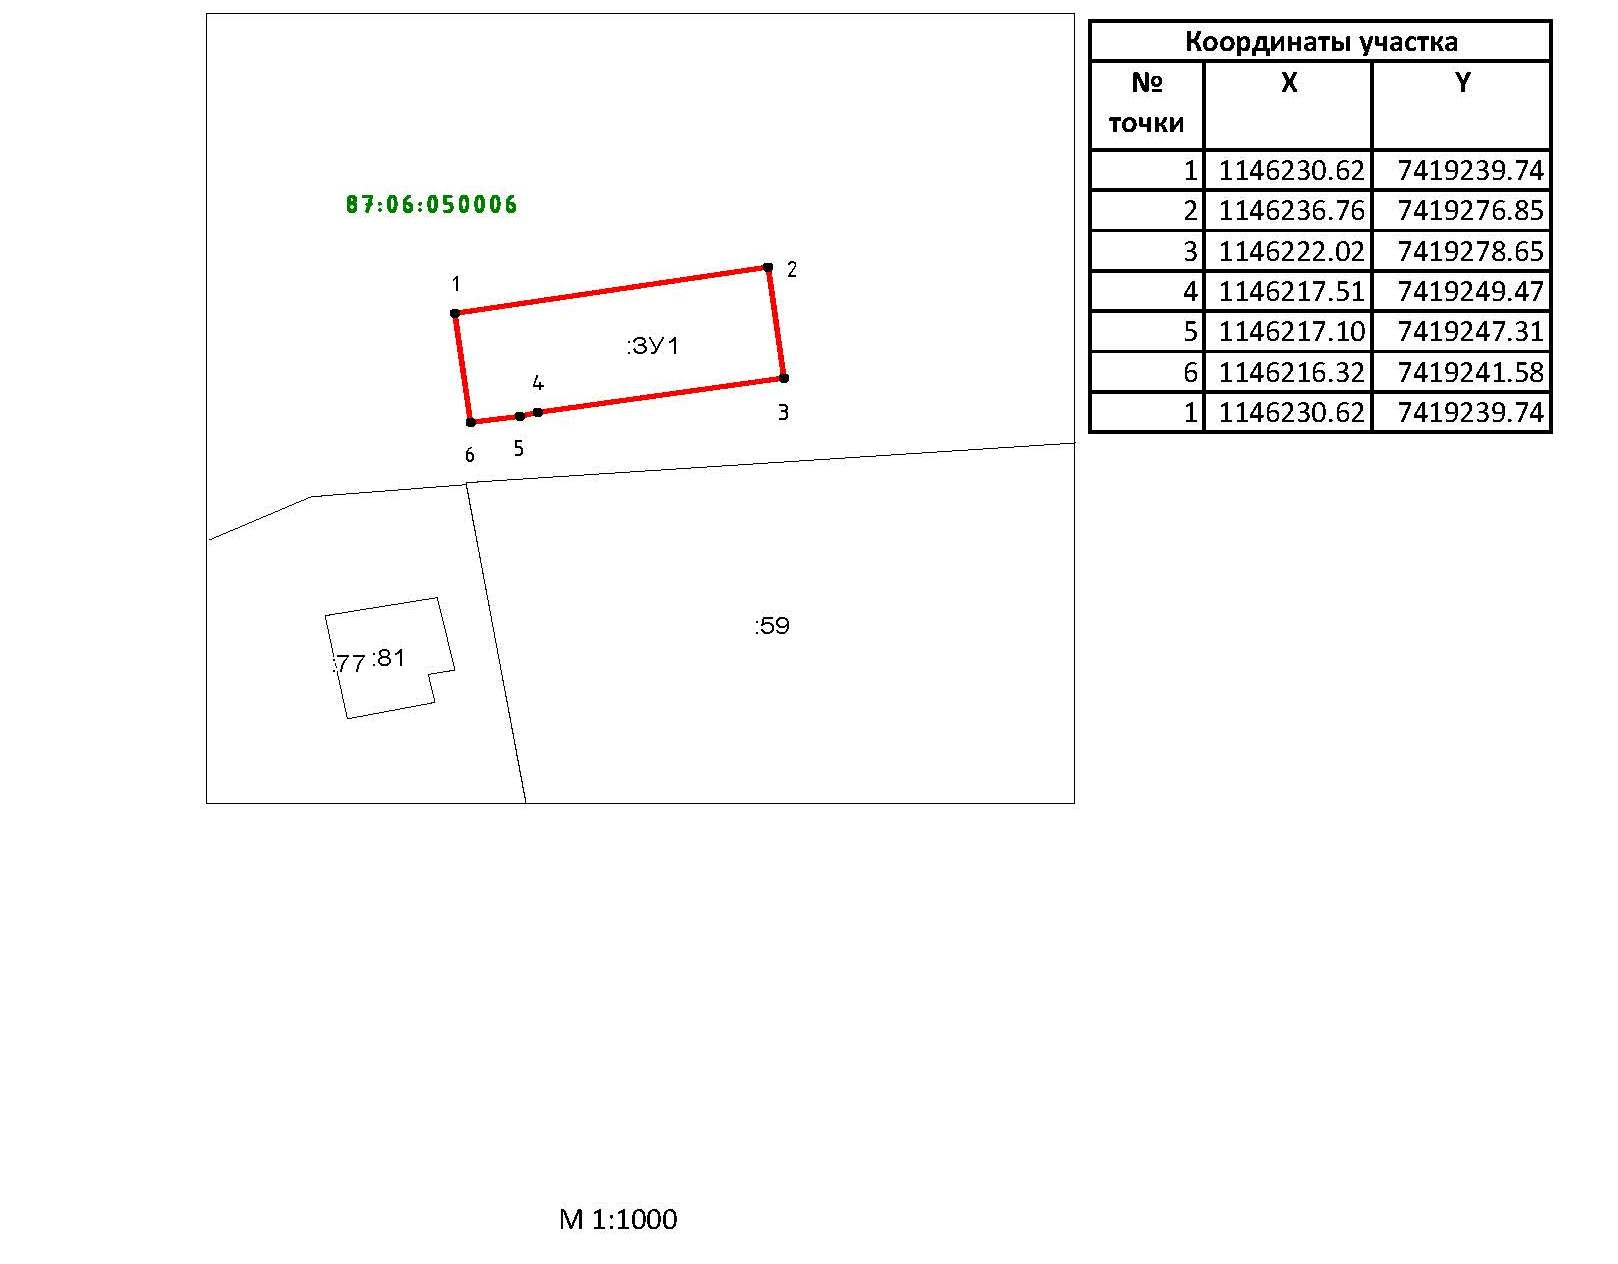 87:06:050006
1
2
:ЗУ1
4
3
5
6
:59
:77 :81
М 1:1000
Координаты участка
№ точки X Y
1 1146230.62 7419239.74
2 1146236.76 7419276.85
3 1146222.02 7419278.65
4 1146217.51 7419249.47
5 1146217.10 7419247.31
6 1146216.32 7419241.58
1 1146230.62 7419239.74